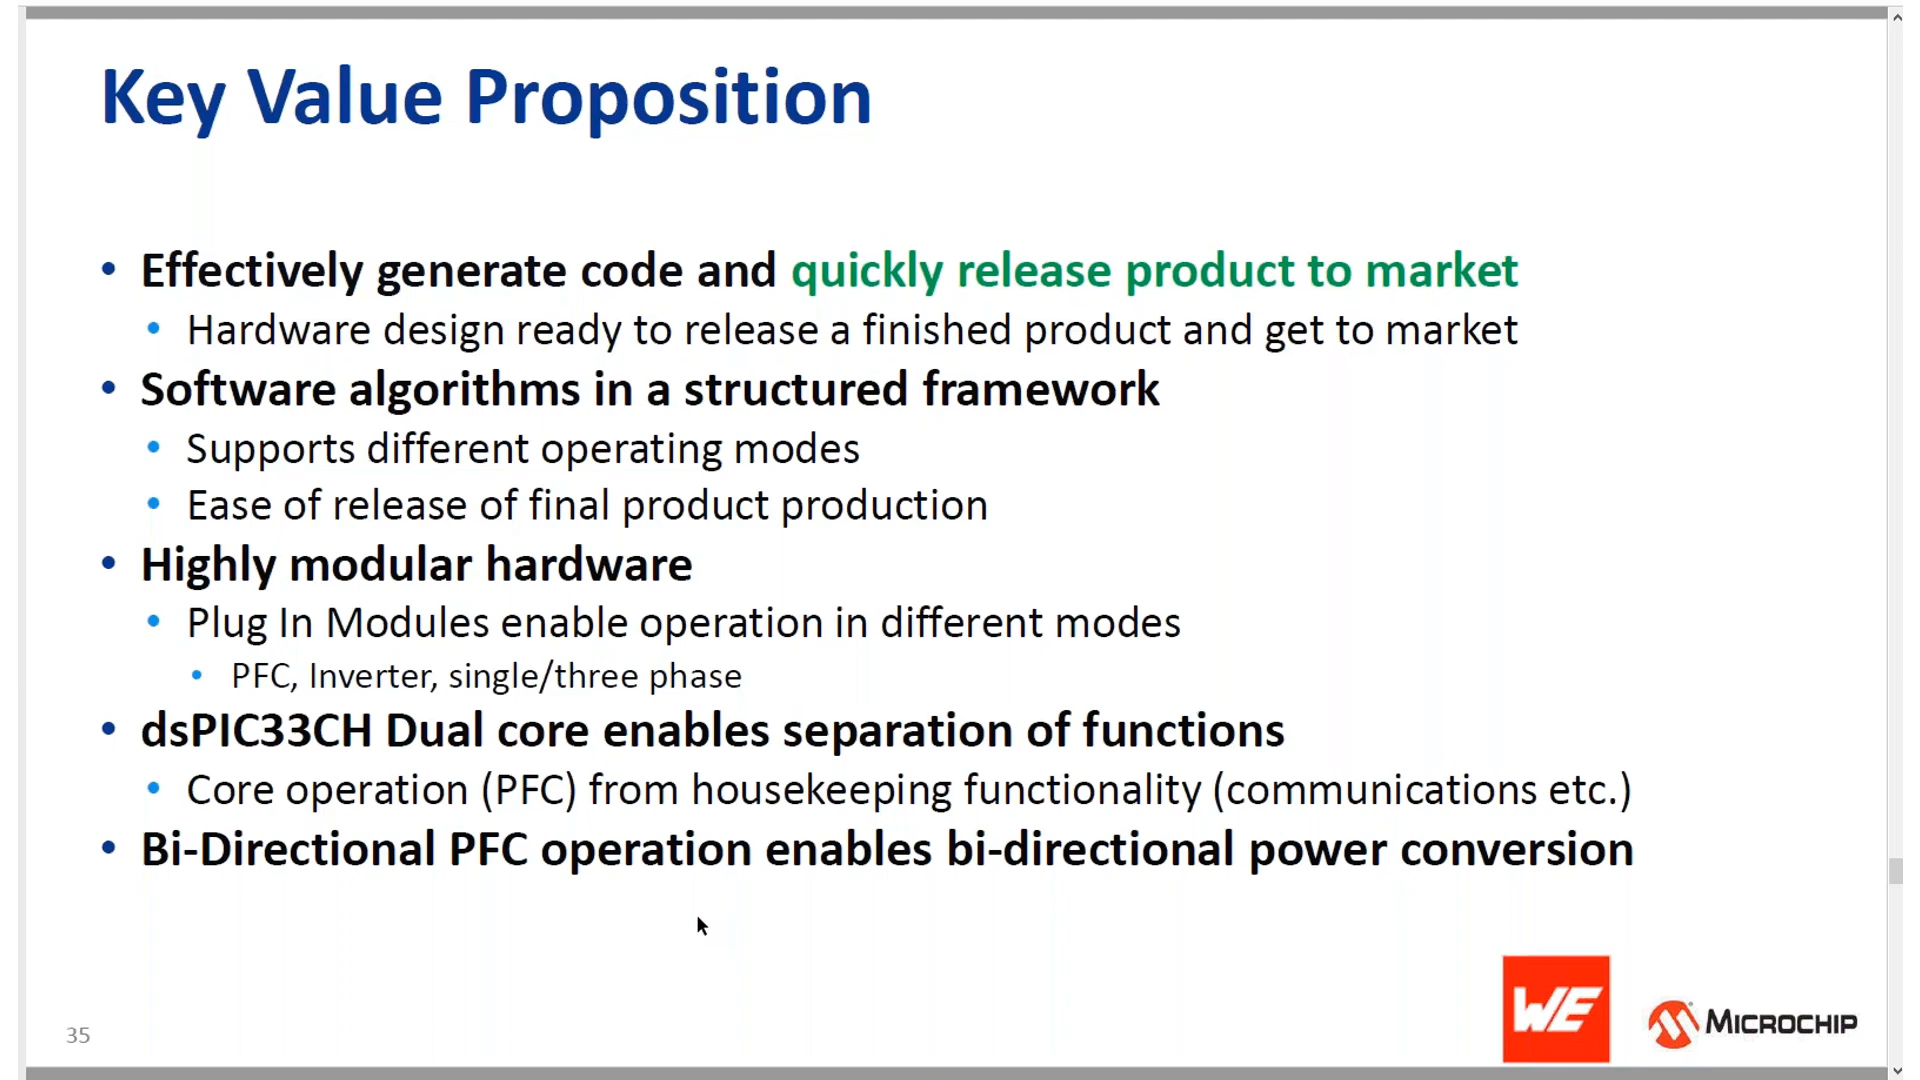 Key Value Proposition
• Effectively generate code and quickly release product to market
• Hardware design ready to release a finished product and get to market
• Software algorithms in a structured framework
• Supports different operating modes
• Ease of release of final product production
• Highly modular hardware
• Plug In Modules enable operation in different modes
• PFC, Inverter, single/three phase
• dsPIC33CH Dual core enables separation of functions
• Core operation (PFC) from housekeeping functionality (communications etc.)
• Bi-Directional PFC operation enables bi-directional power conversion
35
WE
MICROCHIP